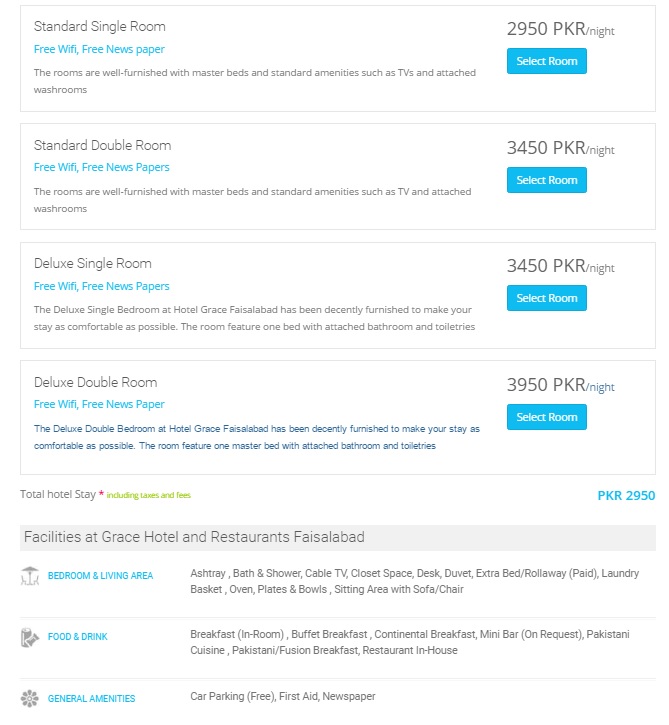 Standard Single Room
2950 PKR/night
Free Wifi, Free News paper
Select Room
The rooms are well-furnished with master beds and standard amenities such as TVs and attached
washrooms
Standard Double Room
3450 PKR/night
Free Wifi, Free News Papers
Select Room
The rooms are well-furnished with master beds and standard amenities such as TV and attached
washrooms
Deluxe Single Room
3450 PKR/night
Free Wifi, Free News Papers
Select Room
The Deluxe Single Bedroom at Hotel Grace Faisalabad has been decently furnished to make your
stay as comfortable as possible. The room feature one bed with attached bathroom and toiletries
Deluxe Double Room
3950 PKR/night
Free Wifi, Free News Paper
Select Room
The Deluxe Double Bedroom at Hotel Grace Faisalabad has been decently furnished to make your stay as
comfortable as possible. The room feature one master bed with attached bathroom and toiletries
Total hotel Stay * including taxes and fees PKR 2950
Facilities at Grace Hotel and Restaurants Faisalabad
BEDROOM & LIVING AREA
Ashtray , Bath & Shower, Cable TV, Closet Space, Desk, Duvet, Extra Bed/Rollaway (Paid), Laundry
Basket , Oven, Plates & Bowls , Sitting Area with Sofa/Chair
FOOD & DRINK
Breakfast (In-Room) , Buffet Breakfast , Continental Breakfast, Mini Bar (On Request), Pakistani
Cuisine , Pakistani/Fusion Breakfast, Restaurant In-House
GENERAL AMENITIES
Car Parking (Free), First Aid, Newspaper